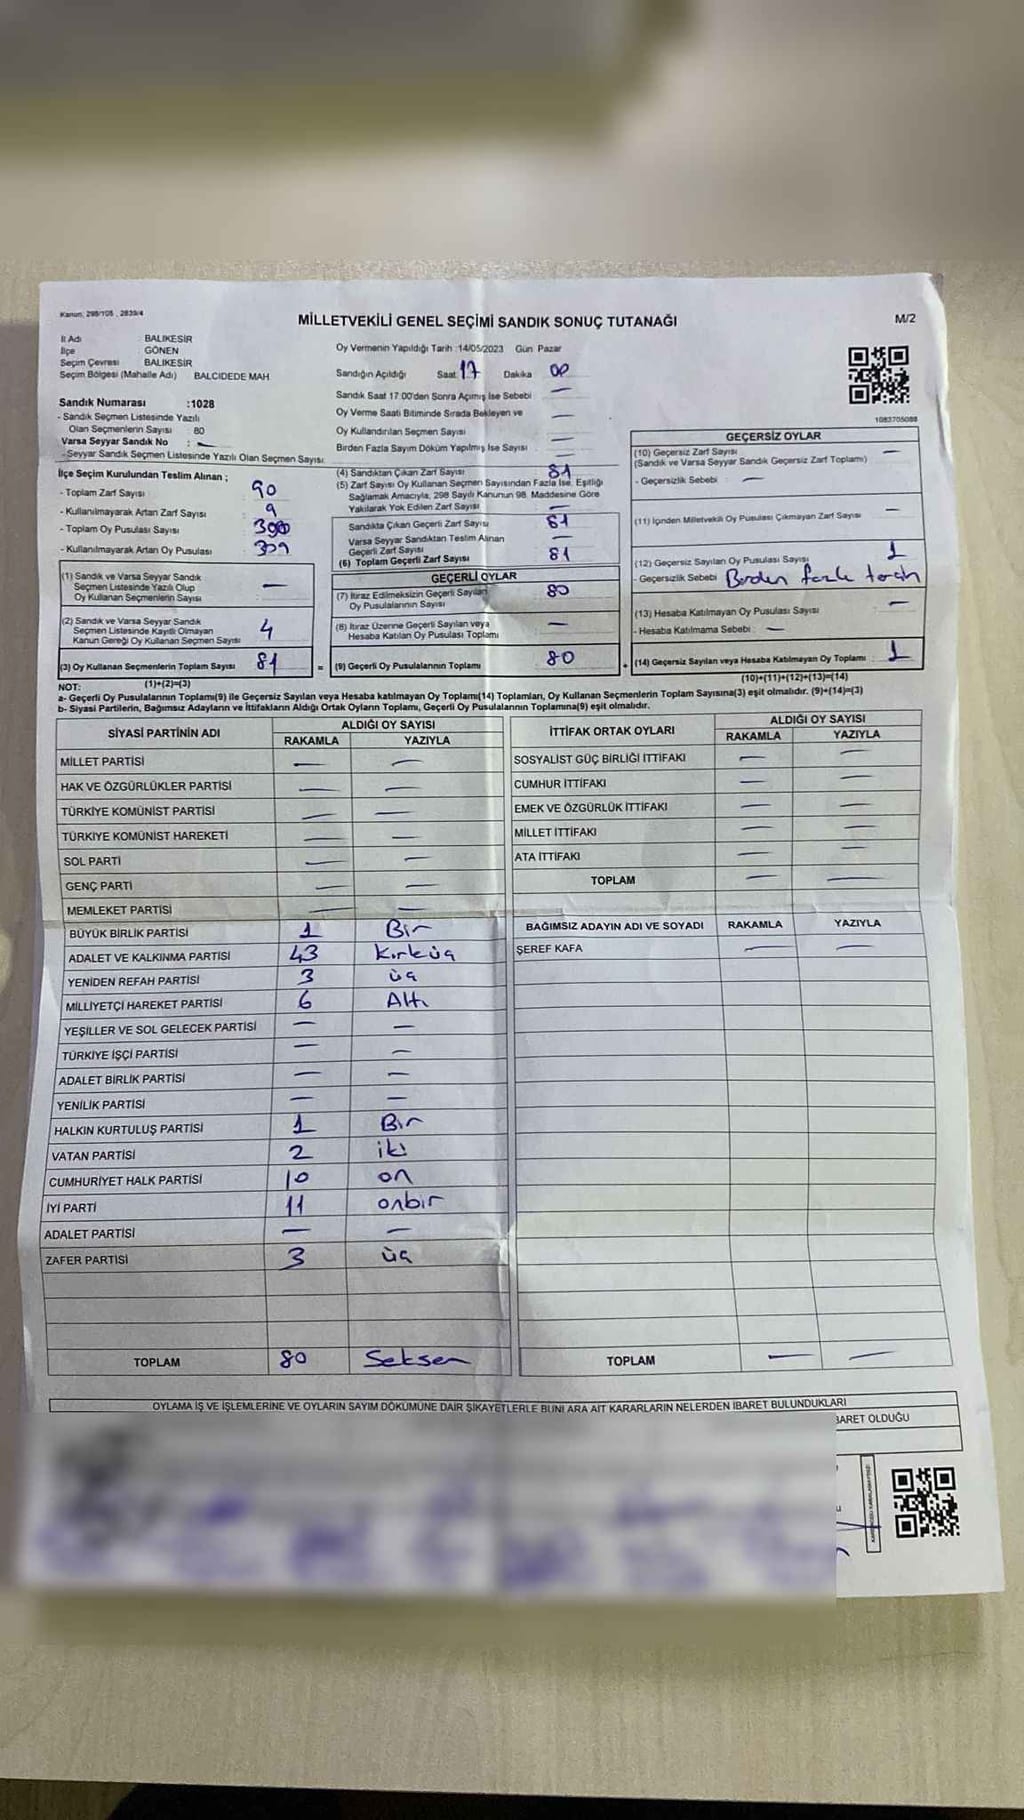 Kanun, 298/105 , 2839/4
MİLLETVEKİLİ GENEL SEÇİMİ SANDIK SONUÇ TUTANAĞI
M/2
İl Adı BALIKESİR
İlçe GÖNEN
Seçim Çevresi BALIKESİR
Seçim Bölgesi (Mahalle Adı) BALCIDEDE MAH
Sandık Numarası :1028
- Sandık Seçmen Listesinde Yazılı
Olan Seçmenlerin Sayısı : 80
Varsa Seyyar Sandık No : —
- Seyyar Sandık Seçmen Listesinde Yazılı Olan Seçmen Sayısı:
İlçe Seçim Kurulundan Teslim Alınan ;
- Toplam Zarf Sayısı 90
- Kullanılmayarak Artan Zarf Sayısı 9
- Toplam Oy Pusulası Sayısı
- Kullanılmayarak Artan Oy Pusulası
(1) Sandık ve Varsa Seyyar Sandık
Seçmen Listesinde Yazılı Olup
Oy Kullanan Seçmenlerin Sayısı —
(2) Sandık ve Varsa Seyyar Sandık
Seçmen Listesinde Kayıtlı Olmayan
Kanun Gereği Oy Kullanan Seçmen Sayısı 4
(3) Oy Kullanan Seçmenlerin Toplam Sayısı 81
(1)+(2)=(3)
Oy Vermenin Yapıldığı Tarih :14/05/2023 Gün Pazar
Sandığın Açıldığı Saat 17 Dakika 00
Sandık Saat 17.00'den Sonra Açılmış İse Sebebi —
Oy Verme Saati Bitiminde Sırada Bekleyen ve —
Oy Kullandırılan Seçmen Sayısı —
Birden Fazla Sayım Döküm Yapılmış İse Sayısı —
(4) Sandıktan Çıkan Zarf Sayısı 81
(5) Zarf Sayısı Oy Kullanan Seçmen Sayısından Fazla İse, Eşitliği
Sağlamak Amacıyla, 298 Sayılı Kanunun 98. Maddesine Göre
Yakılarak Yok Edilen Zarf Sayısı —
Sandıkta Çıkan Geçerli Zarf Sayısı 81
Varsa Seyyar Sandıktan Teslim Alınan
Geçerli Zarf Sayısı —
(6) Toplam Geçerli Zarf Sayısı 81
GEÇERLİ OYLAR
(7) İtiraz Edilmeksizin Geçerli Sayılan
Oy Pusulalarının Sayısı 80
(8) İtiraz Üzerine Geçerli Sayılan veya
Hesaba Katılan Oy Pusulası Toplamı —
= (9) Geçerli Oy Pusulalarının Toplamı 80
1083705088
GEÇERSİZ OYLAR
(10) Geçersiz Zarf Sayısı —
(Sandık ve Varsa Seyyar Sandık Geçersiz Zarf Toplamı)
- Geçersizlik Sebebi: —
(11) İçinden Milletvekili Oy Pusulası Çıkmayan Zarf Sayısı —
(12) Geçersiz Sayılan Oy Pusulası Sayısı 1
- Geçersizlik Sebebi Birden fazla tercih
(13) Hesaba Katılmayan Oy Pusulası Sayısı —
- Hesaba Katılmama Sebebi : —
+ (14) Geçersiz Sayılan veya Hesaba Katılmayan Oy Toplamı 1
(10)+(11)+(12)+(13)=(14)
NOT:
a- Geçerli Oy Pusulalarının Toplamı(9) ile Geçersiz Sayılan veya Hesaba katılmayan Oy Toplamı(14) Toplamları, Oy Kullanan Seçmenlerin Toplam Sayısına(3) eşit olmalıdır. (9)+(14)=(3)
b- Siyasi Partilerin, Bağımsız Adayların ve İttifakların Aldığı Ortak Oyların Toplamı, Geçerli Oy Pusulalarının Toplamına(9) eşit olmalıdır.
SİYASİ PARTİNİN ADI ALDIĞI OY SAYISI
RAKAMLA YAZIYLA
MİLLET PARTİSİ — —
HAK VE ÖZGÜRLÜKLER PARTİSİ — —
TÜRKİYE KOMÜNİST PARTİSİ — —
TÜRKİYE KOMÜNİST HAREKETİ — —
SOL PARTİ — —
GENÇ PARTİ — —
MEMLEKET PARTİSİ — —
BÜYÜK BİRLİK PARTİSİ 1 Bir
ADALET VE KALKINMA PARTİSİ 43 Kırküç
YENİDEN REFAH PARTİSİ 3 üç
MİLLİYETÇİ HAREKET PARTİSİ 6 Altı
YEŞİLLER VE SOL GELECEK PARTİSİ — —
TÜRKİYE İŞÇİ PARTİSİ — —
ADALET BİRLİK PARTİSİ — —
YENİLİK PARTİSİ — —
HALKIN KURTULUŞ PARTİSİ 1 Bir
VATAN PARTİSİ 2 iki
CUMHURİYET HALK PARTİSİ 10 on
İYİ PARTİ 11 onbir
ADALET PARTİSİ — —
ZAFER PARTİSİ 3 üç
TOPLAM 80 Seksen
İTTİFAK ORTAK OYLARI ALDIĞI OY SAYISI
RAKAMLA YAZIYLA
SOSYALİST GÜÇ BİRLİĞİ İTTİFAKI — —
CUMHUR İTTİFAKI — —
EMEK VE ÖZGÜRLÜK İTTİFAKI — —
MİLLET İTTİFAKI — —
ATA İTTİFAKI — —
TOPLAM — —
BAĞIMSIZ ADAYIN ADI VE SOYADI RAKAMLA YAZIYLA
ŞEREF KAFA — —
TOPLAM — —
OYLAMA İŞ VE İŞLEMLERİNE VE OYLARIN SAYIM DÖKÜMÜNE DAİR ŞİKAYETLERLE BUNLARA AİT KARARLARIN NELERDEN İBARET BULUNDUKLARI
BARET OLDUĞU